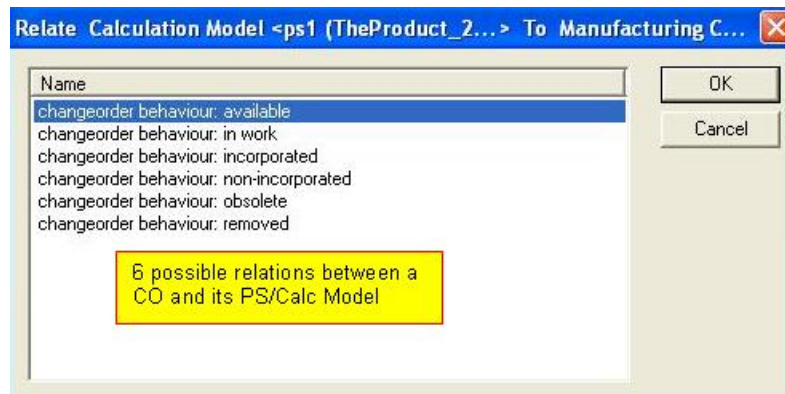 Relate Calculation Model <ps1 (TheProduct_2...> To Manufacturing C...
Name
OK
changeorder behaviour: available
changeorder behaviour: in work
Cancel
changeorder behaviour: incorporated
changeorder behaviour: non-incorporated
changeorder behaviour: obsolete
changeorder behaviour: removed
6 possible relations between a
CO and its PS/Calc Model